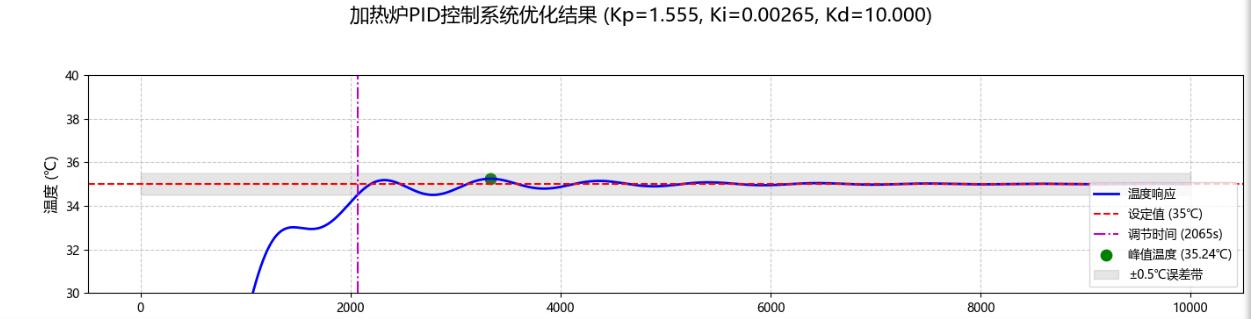 加热炉PID控制系统优化结果 (Kp=1.555, Ki=0.00265, Kd=10.000)
40
38
36
34
32
30
温度 (℃)
0
2000
4000
6000
8000
10000
温度响应
设定值 (35℃)
调节时间 (2065s)
峰值温度 (35.24℃)
±0.5℃误差带